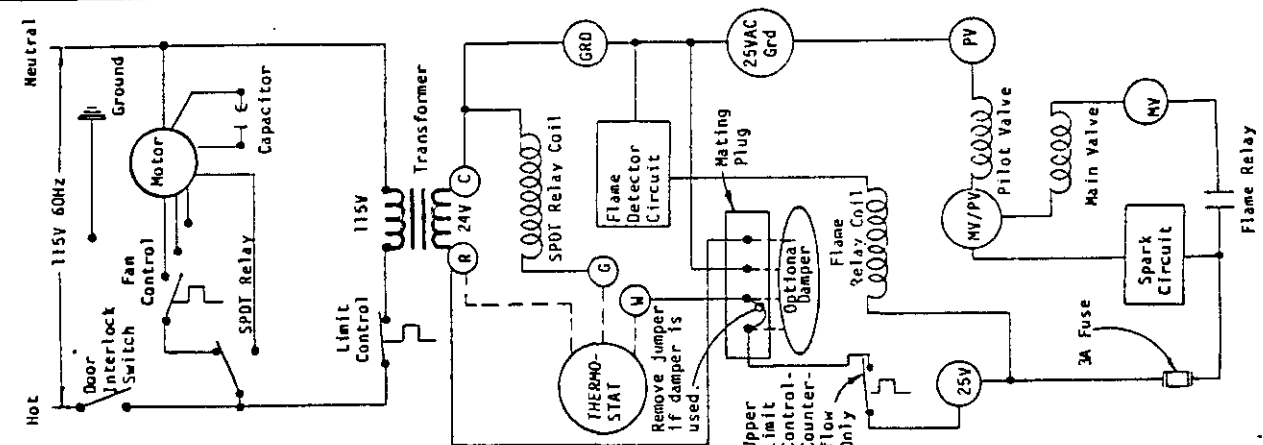 Neutral
Hot
115V 60Hz
Ground
Door
Interlock
Switch
Fan
Control
Motor
Capacitor
SPDT Relay
Limit
Control
115V
Transformer
24V
R
C
SPDT Relay Coil
GRD
THERMO-
STAT
G
W
Flame
Detector
Circuit
25VAC
Grd
Mating
Plug
Remove jumper
if damper is
used.
Optional
Damper
Upper
Limit
Control-
Counter-
flow
Only
Flame
Relay Coil
25V
3A Fuse
PV
Pilot Valve
MV/PV
Main Valve
MV
Spark
Circuit
Flame Relay